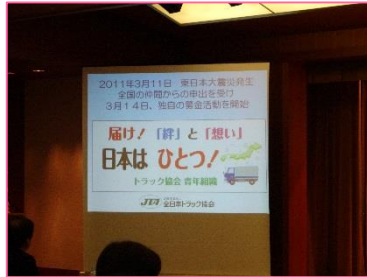 2011年3月11日 東日本大震災発生
全国の仲間からの申出を受け
3月14日、独自の募金活動を開始
届け!「絆」と「想い」
日本は ひとつ!
トラック協会 青年組織
JTA 全日本トラック協会